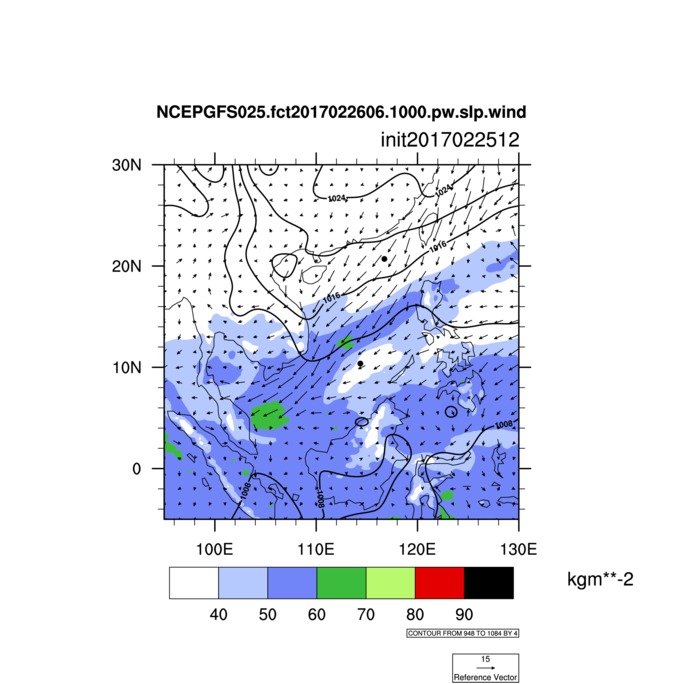 NCEPGFS025.fct2017022606.1000.pw.slp.wind
init2017022512
30N
1024
1024
20N
1016
1016
10N
1008
0
1008
1008
100E 110E 120E 130E
40 50 60 70 80 90
kgm**-2
CONTOUR FROM 948 TO 1084 BY 4
15
Reference Vector